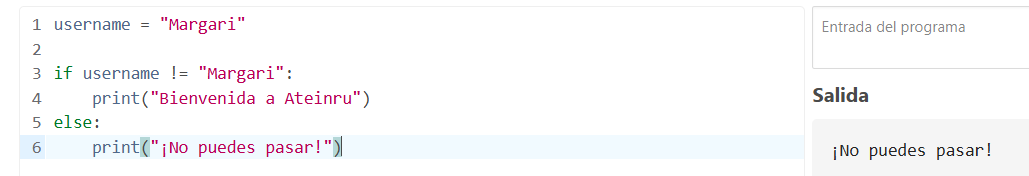 1 username = "Margari"
2
3 if username != "Margari":
4     print("Bienvenida a Ateinru")
5 else:
6     print("¡No puedes pasar!")
Entrada del programa
Salida
¡No puedes pasar!